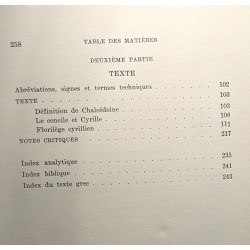 258 TABLE DES MATIÈRES
DEUXIÈME PARTIE
TEXTE
Abréviations, signes et termes techniques 102
TEXTE 103
Définition de Chalcédoine 103
Le concile et Cyrille 108
Florilège cyrillien 111
NOTES CRITIQUES 217
Index analytique 235
Index biblique 241
Index du texte grec 243